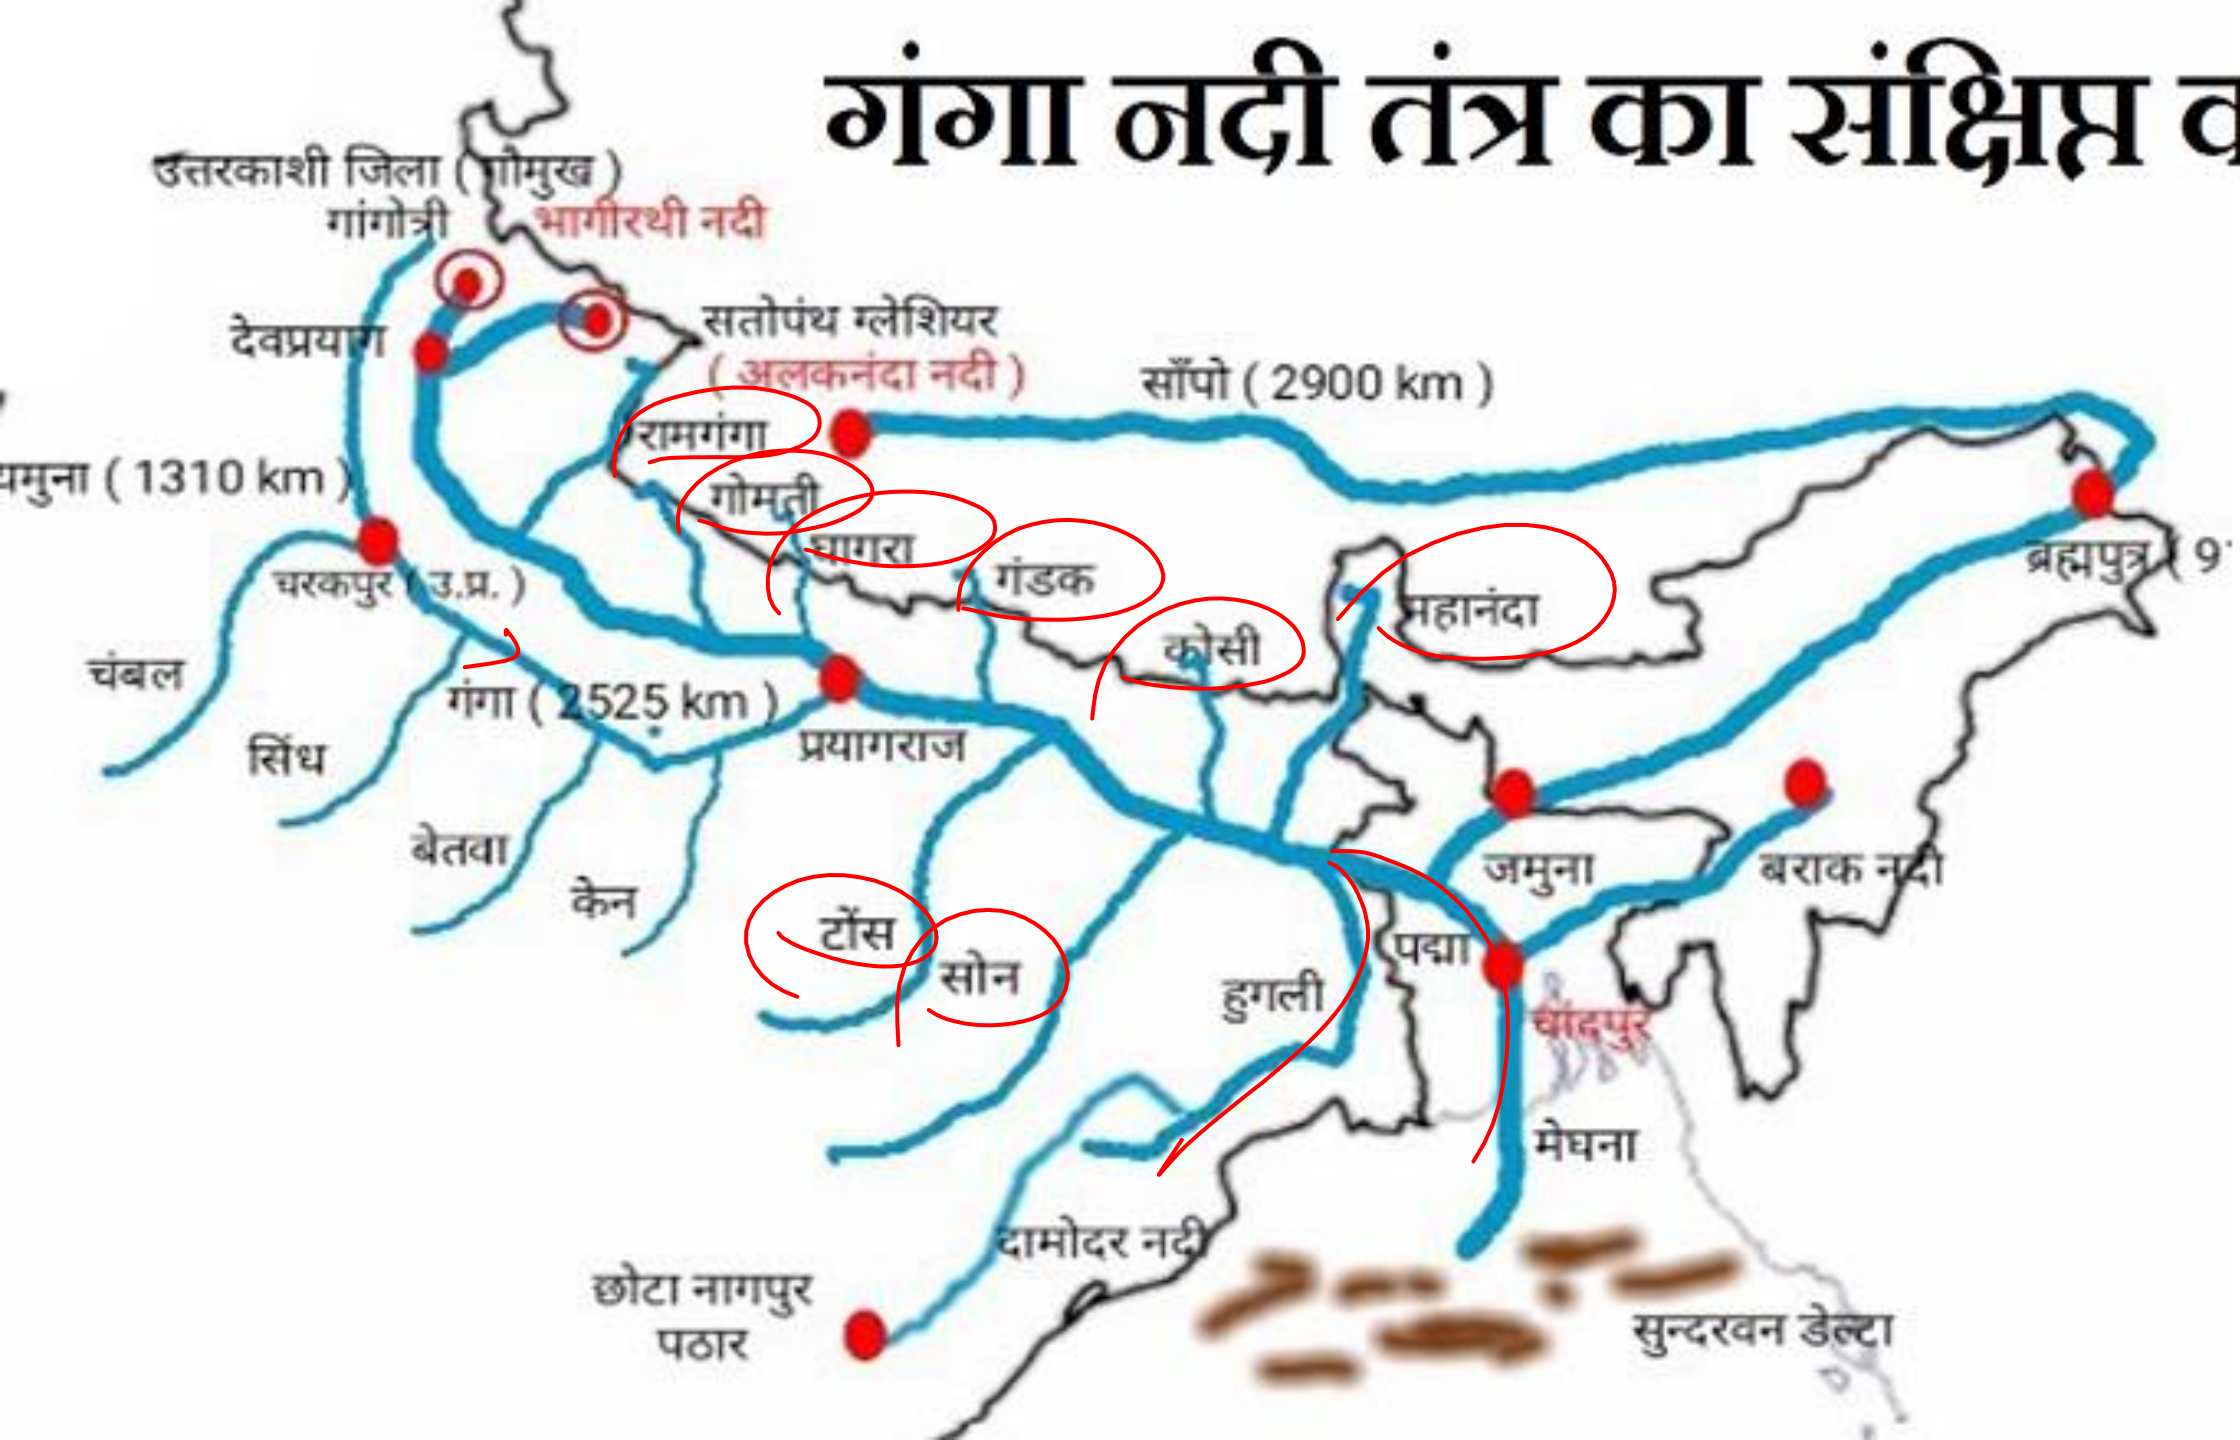 गंगा नदी तंत्र का संक्षिप्त
उत्तरकाशी जिला ( गोमुख )
गांगोत्री
भागीरथी नदी
देवप्रयाग
सतोपंथ ग्लेशियर
( अलकनंदा नदी )
साँपो ( 2900 km )
रामगंगा
यमुना ( 1310 km )
गोमती
घागरा
गंडक
ब्रह्मपुत्र ( 9
चरकपुर ( उ.प्र. )
महानंदा
कोसी
चंबल
गंगा ( 2525 km )
सिंध
प्रयागराज
बेतवा
केन
जमुना
बराक नदी
टोंस
सोन
पद्मा
हुगली
चांदपुर
मेघना
दामोदर नदी
छोटा नागपुर
पठार
सुन्दरवन डेल्टा